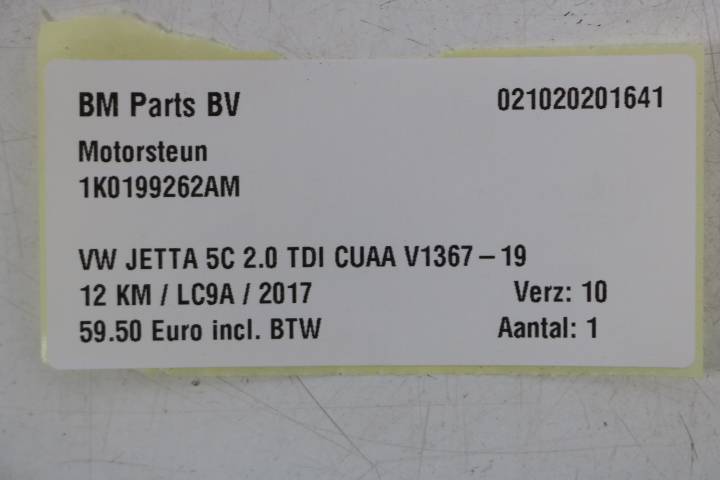 BM Parts BV 021020201641
Motorsteun
1K0199262AM
VW JETTA 5C 2.0 TDI CUAA V1367-19
12 KM / LC9A / 2017 Verz: 10
59.50 Euro incl. BTW Aantal: 1